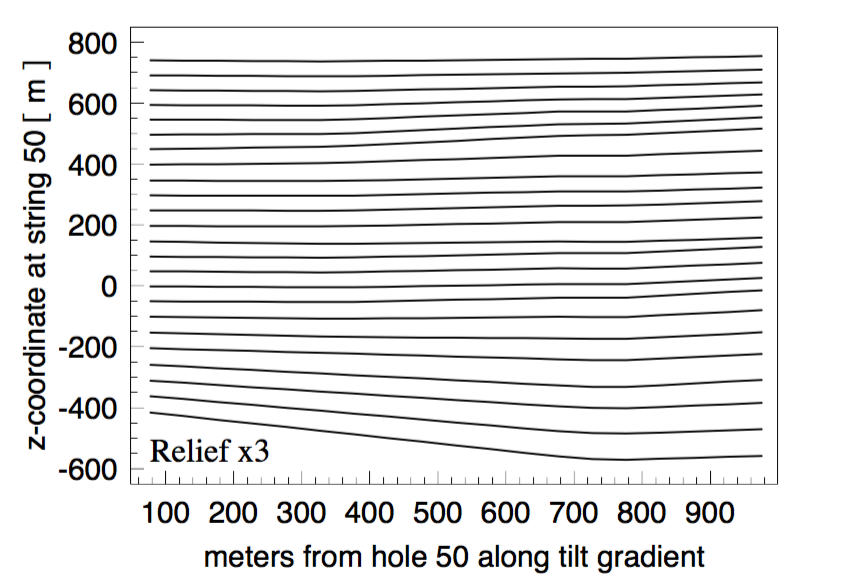 z-coordinate at string 50 [ m ]
800
600
400
200
0
-200
-400
-600
Relief x3
100 200 300 400 500 600 700 800 900
meters from hole 50 along tilt gradient